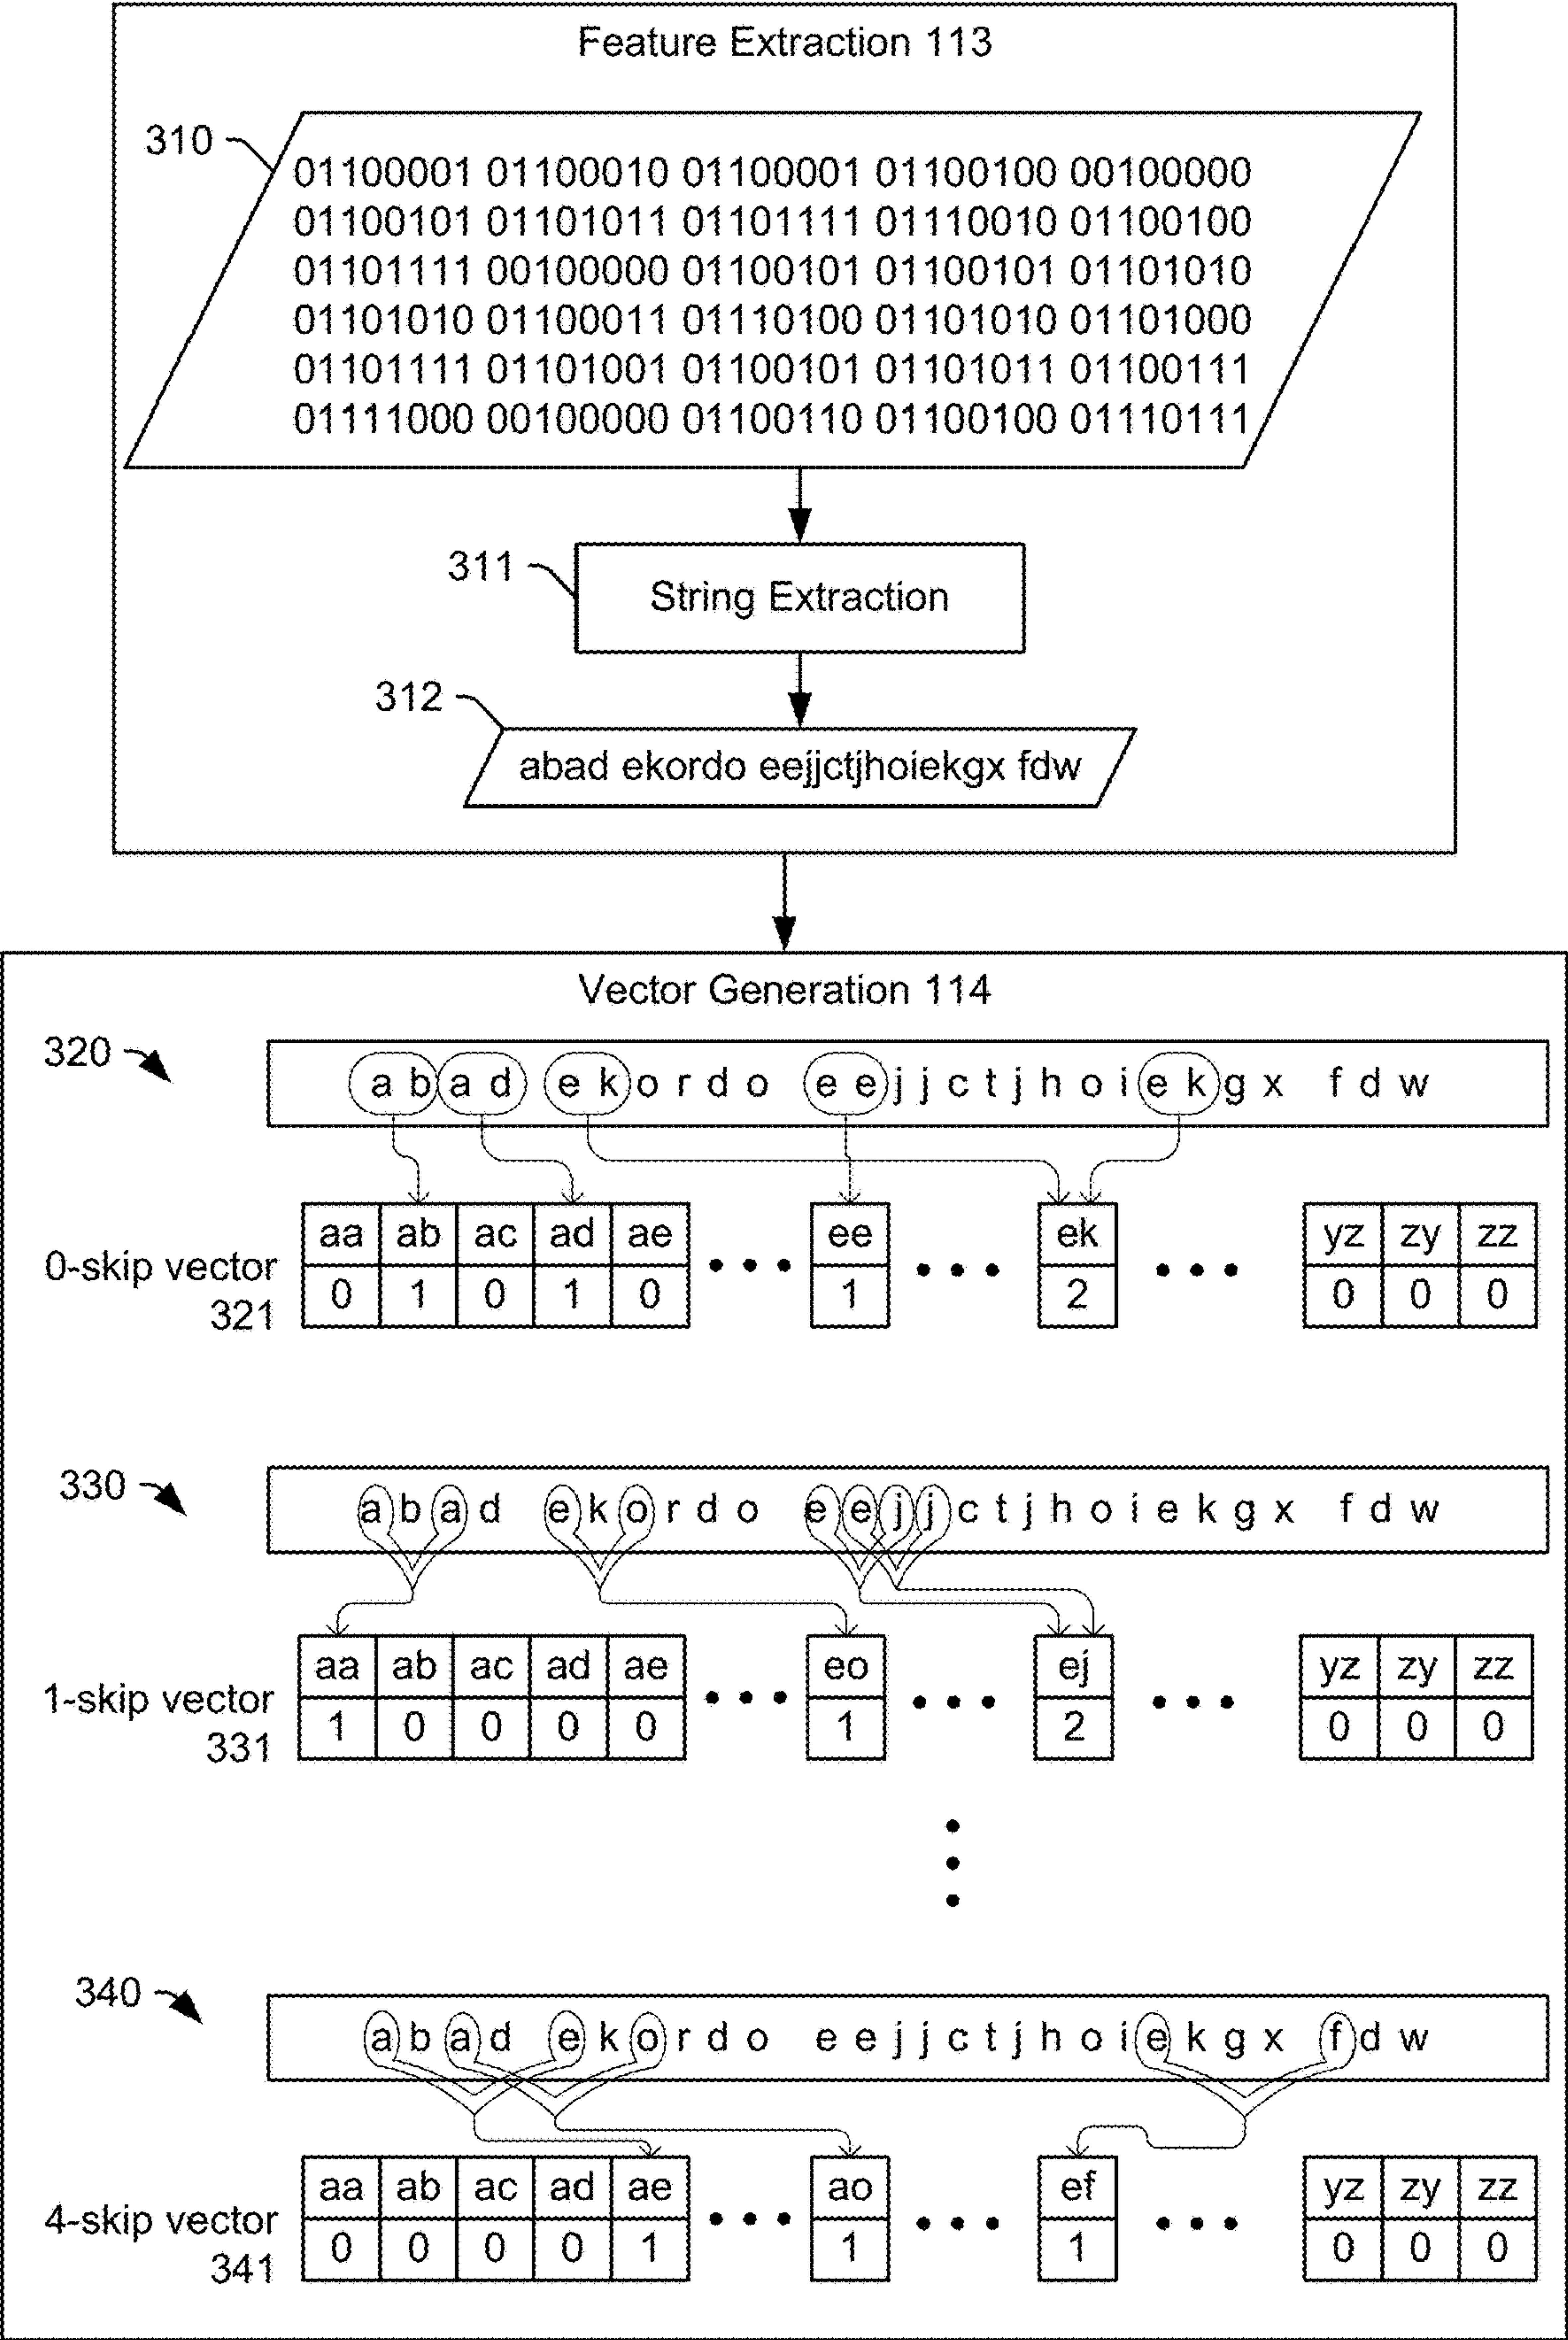 Feature Extraction 113
310
01100001 01100010 01100001 01100100 00100000
01100101 01101011 01101111 01110010 01100100
01101111 00100000 01100101 01100101 01101010
01101010 01100011 01110100 01101010 01101000
01101111 01101001 01100101 01101011 01100111
01111000 00100000 01100110 01100100 01110111
311
String Extraction
312
abad ekordo eejjctjhoiekgx fdw
Vector Generation 114
320
a b a d e k o r d o e e j j c t j h o i e k g x f d w
0-skip vector 321
aa ab ac ad ae ee ek yz zy zz
0 1 0 1 0 1 2 0 0 0
330
a b a d e k o r d o e e j j c t j h o i e k g x f d w
1-skip vector 331
aa ab ac ad ae eo ej yz zy zz
1 0 0 0 0 1 2 0 0 0
340
a b a d e k o r d o e e j j c t j h o i e k g x f d w
4-skip vector 341
aa ab ac ad ae ao ef yz zy zz
0 0 0 0 1 1 1 0 0 0